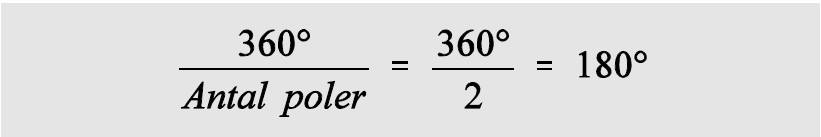 360° / Antal poler = 360° / 2 = 180°